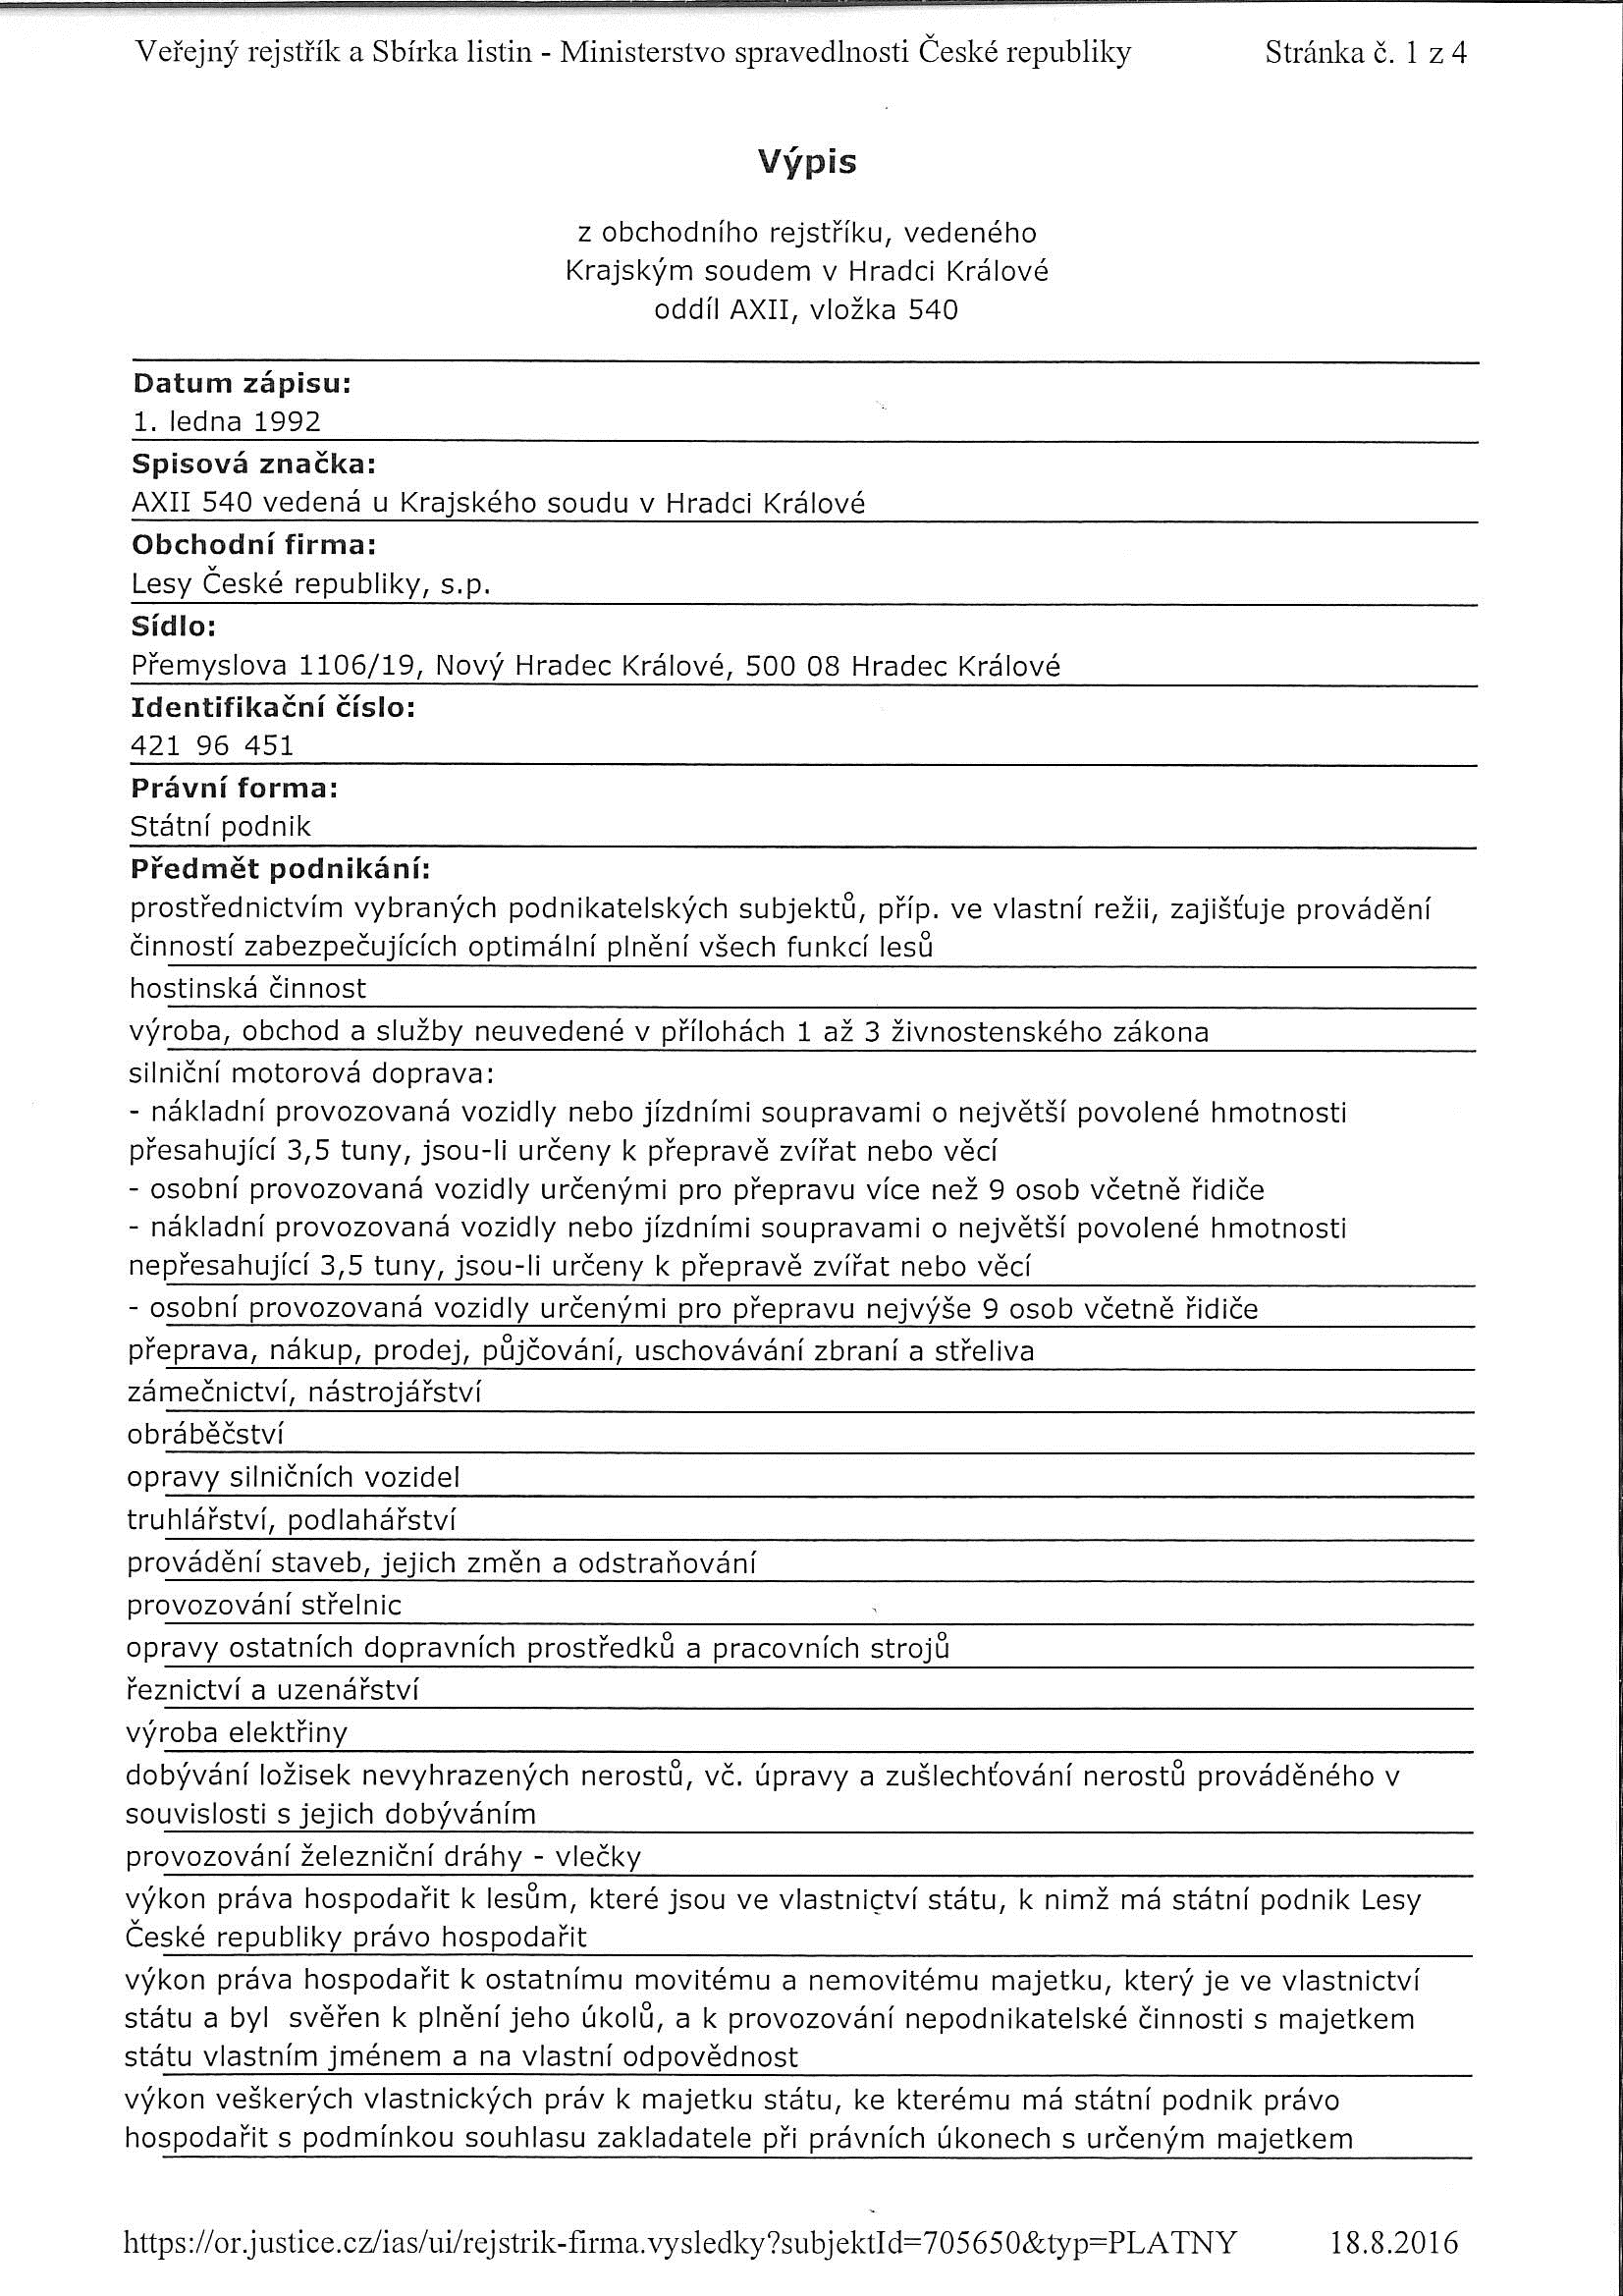 Veřejný rejstřík a Sbírka listin - Ministerstvo spravedlnosti České republiky Stránka č. 1 z 4
Výpis
z obchodního rejstříku, vedeného
Krajským soudem v Hradci Králové
oddíl AXII, vložka 540
Datum zápisu:
1. ledna 1992
Spisová značka:
AXII 540 vedená u Krajského soudu v Hradci Králové
Obchodní firma:
Lesy České republiky, s.p.
Sídlo:
Přemyslova 1106/19, Nový Hradec Králové, 500 08 Hradec Králové
Identifikační číslo:
421 96 451
Právní forma:
Státní podnik
Předmět podnikání:
prostřednictvím vybraných podnikatelských subjektů, příp. ve vlastní režii, zajišťuje provádění
činností zabezpečujících optimální plnění všech funkcí lesů
hostinská činnost
výroba, obchod a služby neuvedené v přílohách 1 až 3 živnostenského zákona
silniční motorová doprava:
- nákladní provozovaná vozidly nebo jízdními soupravami o největší povolené hmotnosti
přesahující 3,5 tuny, jsou-li určeny k přepravě zvířat nebo věcí
- osobní provozovaná vozidly určenými pro přepravu více než 9 osob včetně řidiče
- nákladní provozovaná vozidly nebo jízdními soupravami o největší povolené hmotnosti
nepřesahující 3,5 tuny, jsou-li určeny k přepravě zvířat nebo věcí
- osobní provozovaná vozidly určenými pro přepravu nejvýše 9 osob včetně řidiče
přeprava, nákup, prodej, půjčování, uschovávání zbraní a střeliva
zámečnictví, nástrojářství
obráběčství
opravy silničních vozidel
truhlářství, podlahářství
provádění staveb, jejich změn a odstraňování
provozování střelnic
opravy ostatních dopravních prostředků a pracovních strojů
řeznictví a uzenářství
výroba elektřiny
dobývání ložisek nevyhrazených nerostů, vč. úpravy a zušlechťování nerostů prováděného v
souvislosti s jejich dobýváním
provozování železniční dráhy - vlečky
výkon práva hospodařit k lesům, které jsou ve vlastnictví státu, k nimž má státní podnik Lesy
České republiky právo hospodařit
výkon práva hospodařit k ostatnímu movitému a nemovitému majetku, který je ve vlastnictví
státu a byl svěřen k plnění jeho úkolů, a k provozování nepodnikatelské činnosti s majetkem
státu vlastním jménem a na vlastní odpovědnost
výkon veškerých vlastnických práv k majetku státu, ke kterému má státní podnik právo
hospodařit s podmínkou souhlasu zakladatele při právních úkonech s určeným majetkem
https://or.justice.cz/ias/ui/rejstrik-firma.vysledky?subjektId=705650&typ=PLATNY 18.8.2016